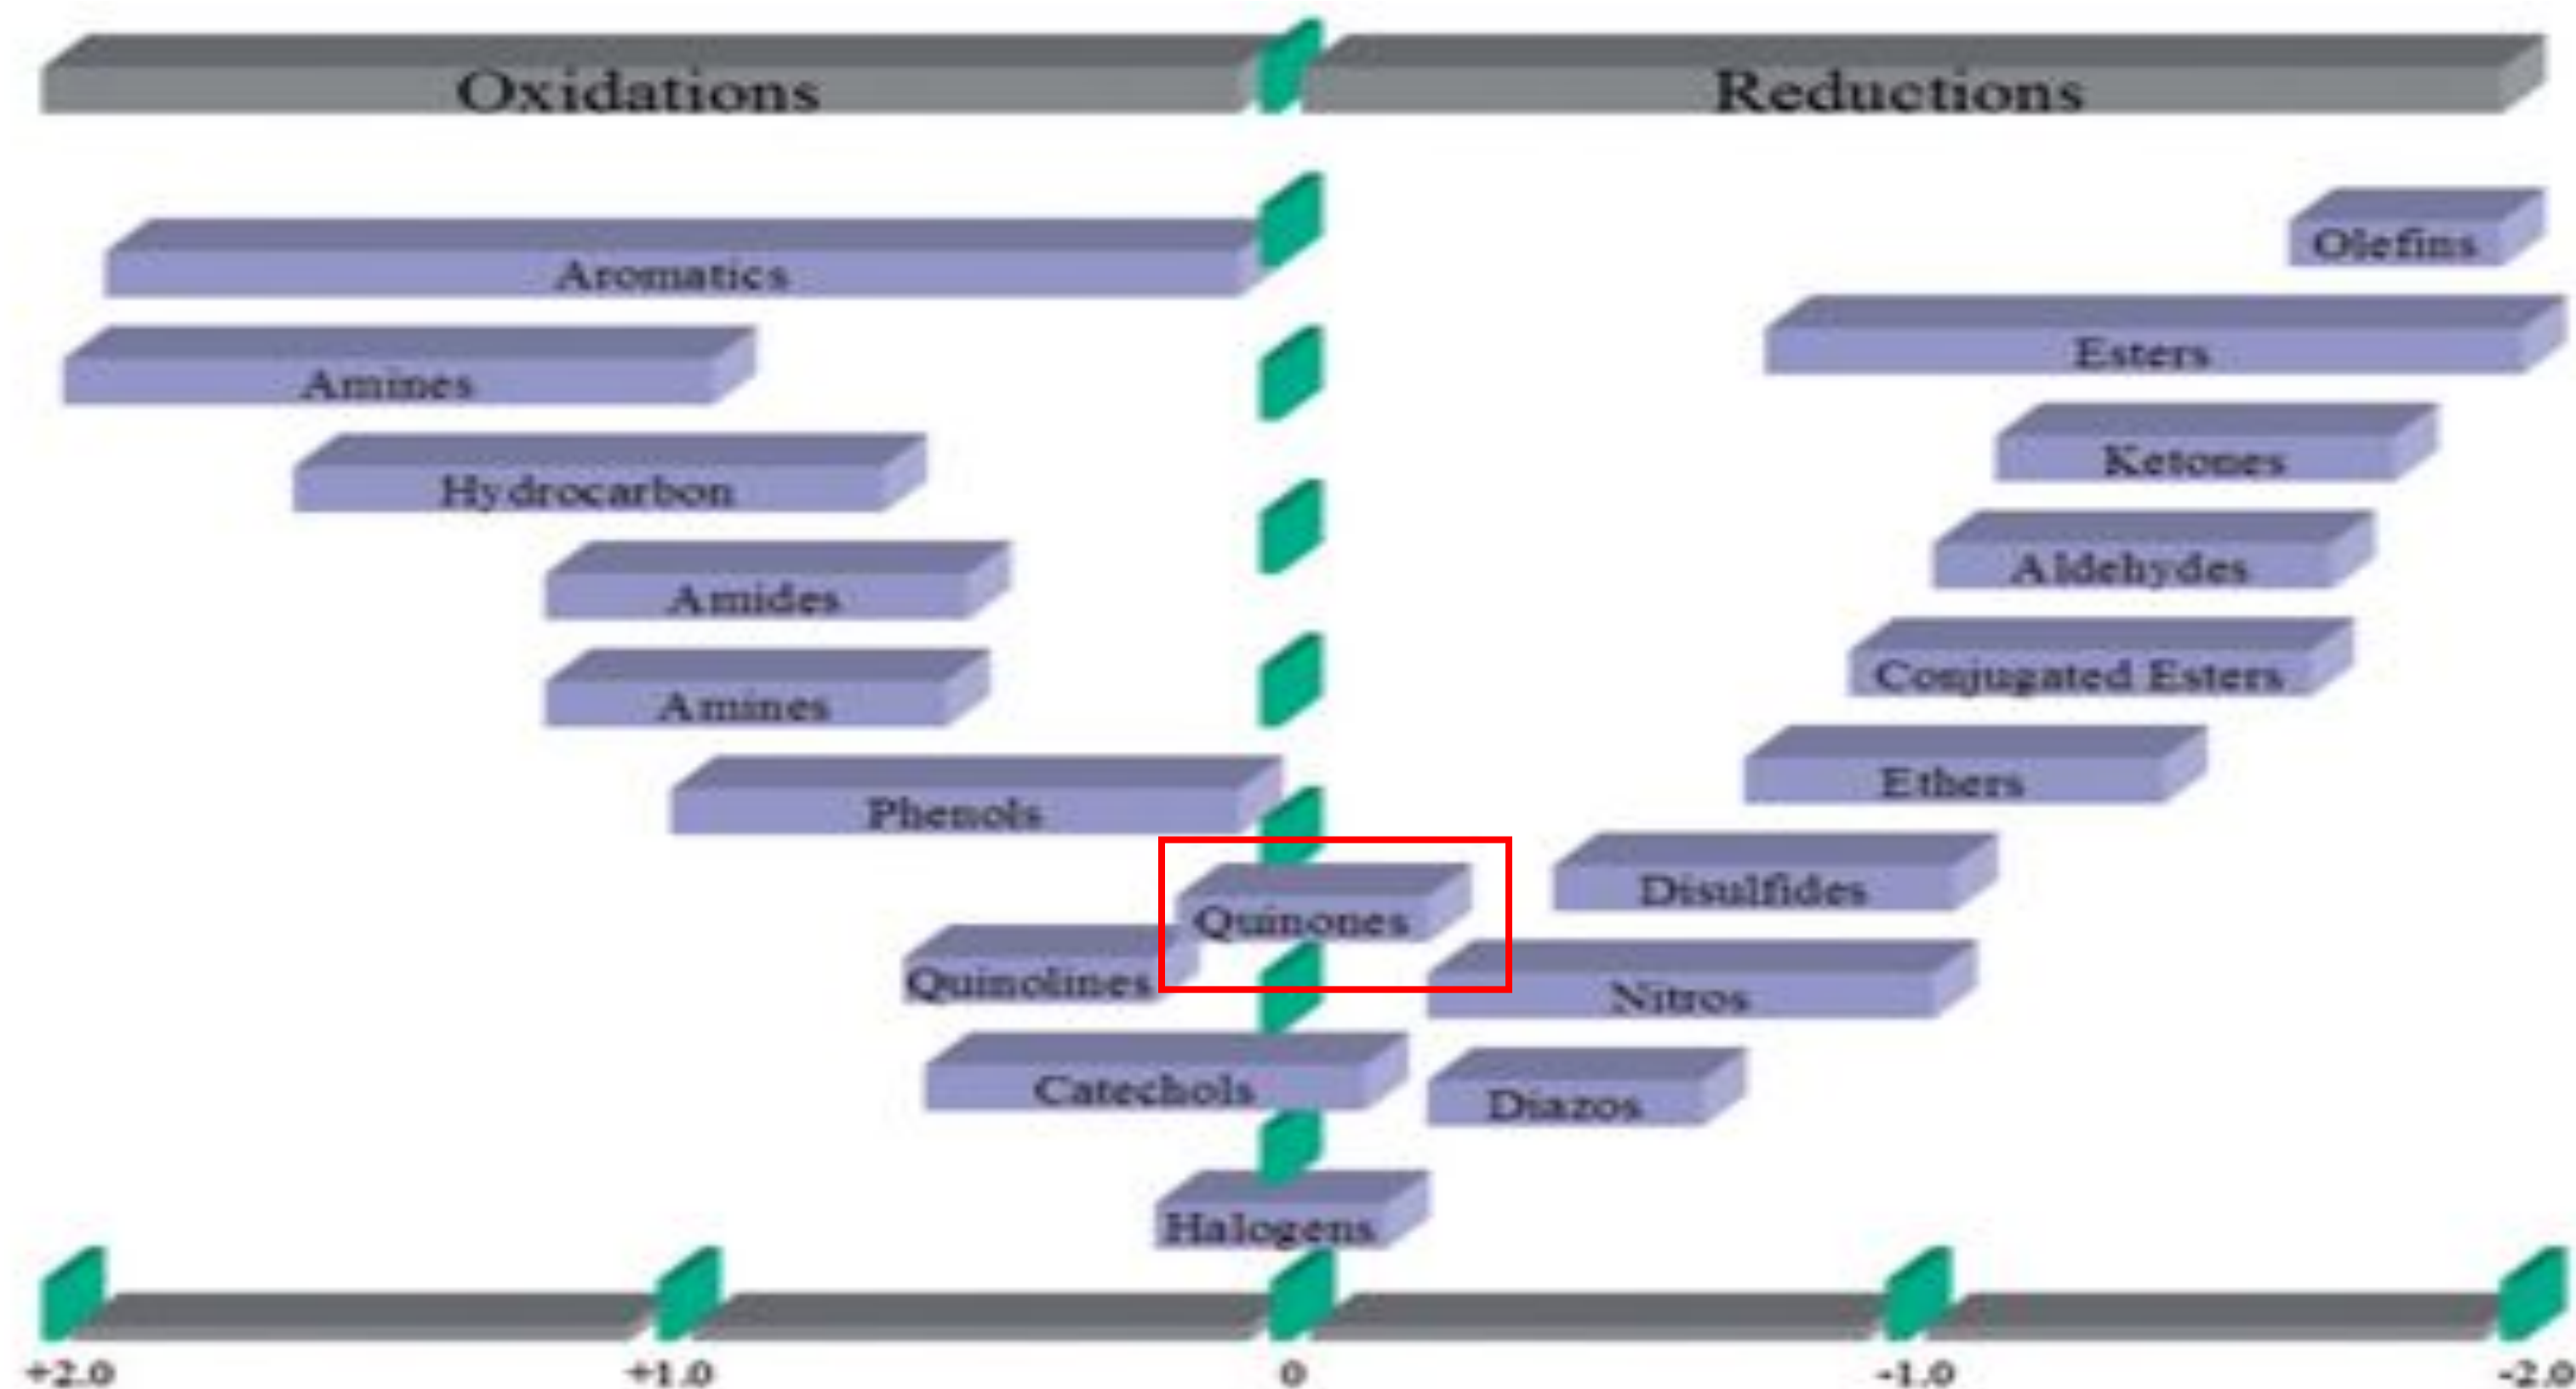 Oxidations
Reductions
Olefins
Aromatics
Esters
Amines
Ketones
Hydrocarbon
Aldehydes
Amides
Conjugated Esters
Amines
Ethers
Phenols
Disulfides
Quinones
Quinolines
Nitros
Catechols
Diazos
Halogens
+2.0 +1.0 0 -1.0 -2.0